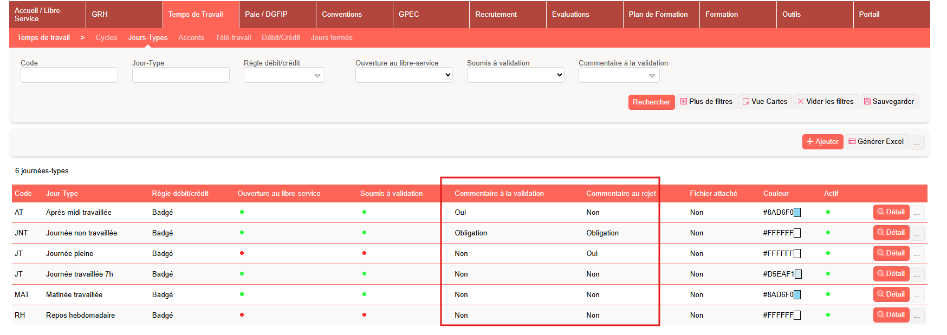 Accueil / Libre-Service GRH Temps de Travail Paie / DGFIP Conventions GPEC Recrutement Evaluations Plan de Formation Formation Outils Portail
Temps de travail > Cycles Jours-Types Accords Télé-travail Débit/Crédit Jours fermés
Code Jour-Type Règle débit/crédit Ouverture au libre-service Soumis à validation Commentaire à la validation
Rechercher Plus de filtres Vue Cartes Vider les filtres Sauvegarder
+ Ajouter Générer Excel ...
6 journées-types
Code Jour-Type Règle débit/crédit Ouverture au libre service Soumis à validation Commentaire à la validation Commentaire au rejet Fichier attaché Couleur Actif
AT Après-midi travaillée Badgé Oui Non Non #8AD6F0 Détail ...
JNT Journée non travaillée Badgé Obligation Obligation Non #FFFFFF Détail ...
JT Journée pleine Badgé Non Oui Non #FFFFFF Détail ...
JT Journée travaillée 7h Badgé Non Non Non #D5EAF1 Détail ...
MAT Matinée travaillée Badgé Non Non Non #8AD6F0 Détail ...
RH Repos hebdomadaire Badgé Non Non Non #FFFFFF Détail ...